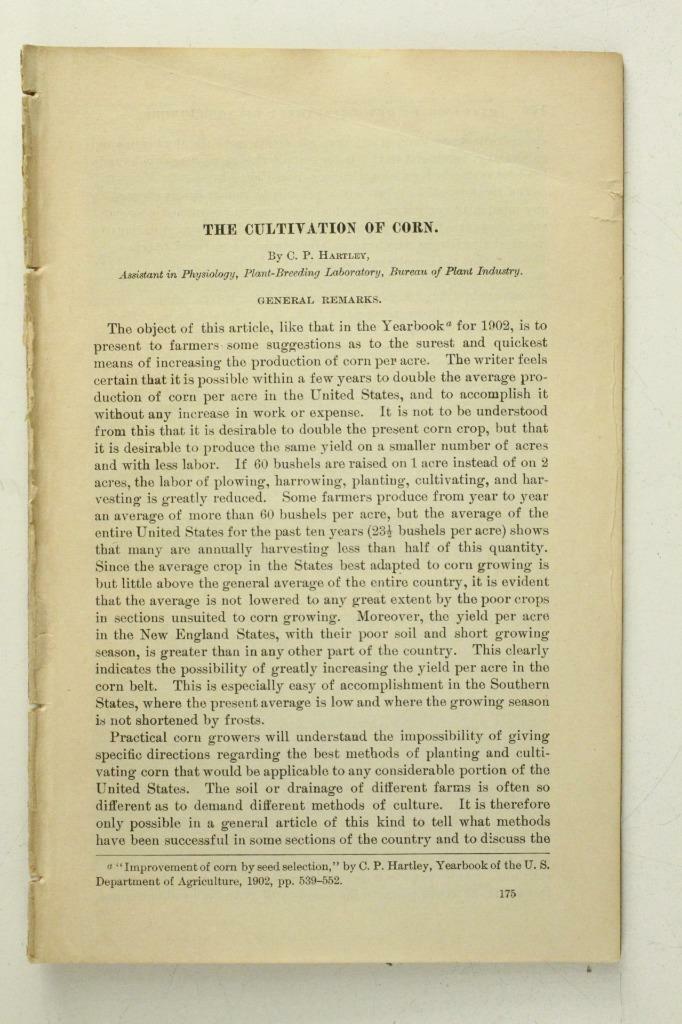 THE CULTIVATION OF CORN.
By C. P. HARTLEY,
Assistant in Physiology, Plant-Breeding Laboratory, Bureau of Plant Industry.
GENERAL REMARKS.
The object of this article, like that in the Yearbook a for 1902, is to
present to farmers some suggestions as to the surest and quickest
means of increasing the production of corn per acre. The writer feels
certain that it is possible within a few years to double the average pro-
duction of corn per acre in the United States, and to accomplish it
without any increase in work or expense. It is not to be understood
from this that it is desirable to double the present corn crop, but that
it is desirable to produce the same yield on a smaller number of acres
and with less labor. If 60 bushels are raised on 1 acre instead of on 2
acres, the labor of plowing, harrowing, planting, cultivating, and har-
vesting is greatly reduced. Some farmers produce from year to year
an average of more than 60 bushels per acre, but the average of the
entire United States for the past ten years (23½ bushels per acre) shows
that many are annually harvesting less than half of this quantity.
Since the average crop in the States best adapted to corn growing is
but little above the general average of the entire country, it is evident
that the average is not lowered to any great extent by the poor crops
in sections unsuited to corn growing. Moreover, the yield per acre
in the New England States, with their poor soil and short growing
season, is greater than in any other part of the country. This clearly
indicates the possibility of greatly increasing the yield per acre in the
corn belt. This is especially easy of accomplishment in the Southern
States, where the present average is low and where the growing season
is not shortened by frosts.
Practical corn growers will understand the impossibility of giving
specific directions regarding the best methods of planting and culti-
vating corn that would be applicable to any considerable portion of the
United States. The soil or drainage of different farms is often so
different as to demand different methods of culture. It is therefore
only possible in a general article of this kind to tell what methods
have been successful in some sections of the country and to discuss the
a "Improvement of corn by seed selection," by C. P. Hartley, Yearbook of the U. S.
Department of Agriculture, 1902, pp. 539–552.
175